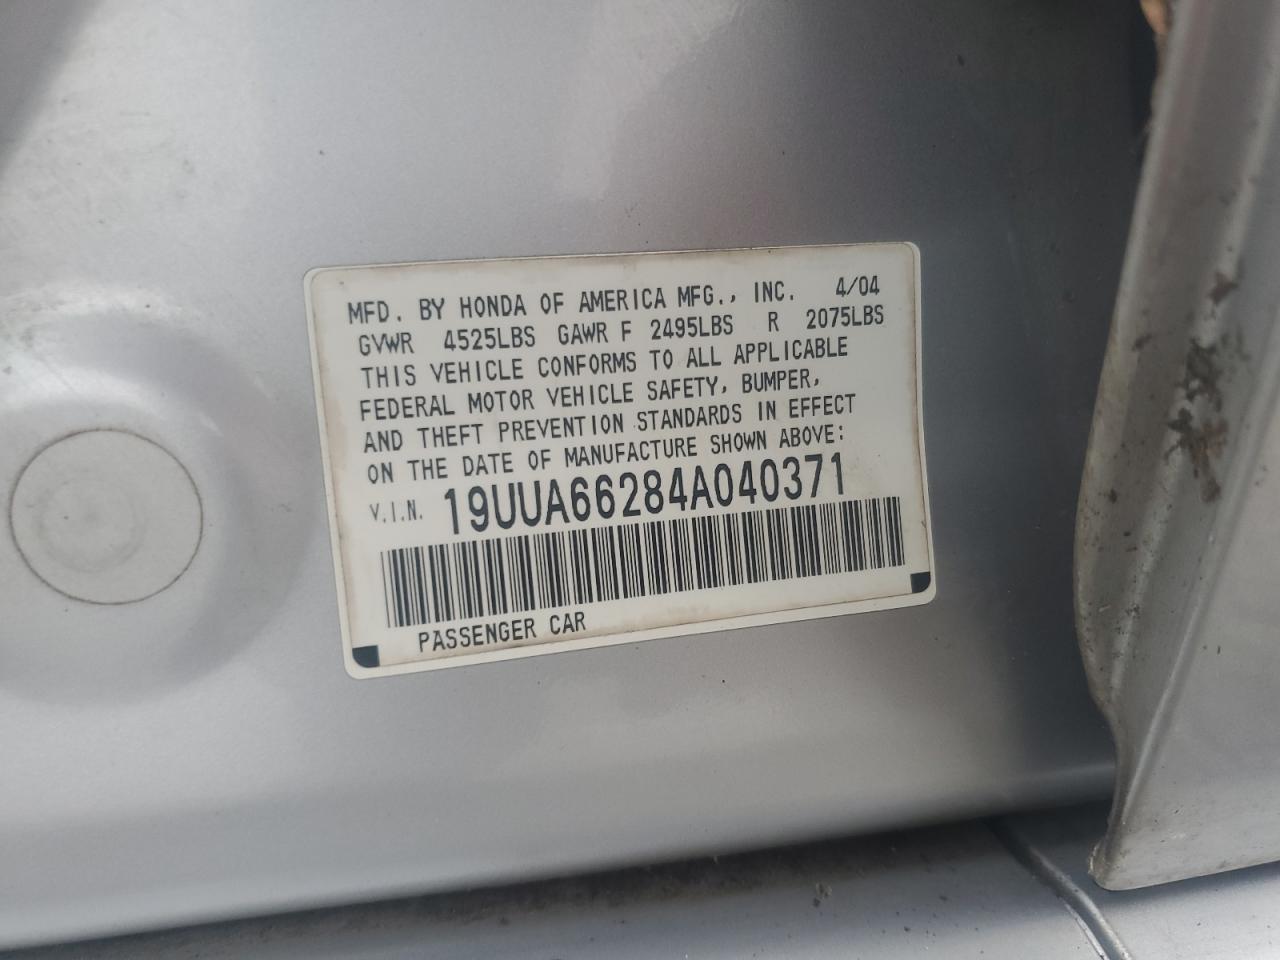 MFD. BY HONDA OF AMERICA MFG., INC. 4/04
GVWR 4525LBS GAWR F 2495LBS R 2075LBS
THIS VEHICLE CONFORMS TO ALL APPLICABLE
FEDERAL MOTOR VEHICLE SAFETY, BUMPER,
AND THEFT PREVENTION STANDARDS IN EFFECT
ON THE DATE OF MANUFACTURE SHOWN ABOVE:
V.I.N. 19UUA66284A040371
PASSENGER CAR